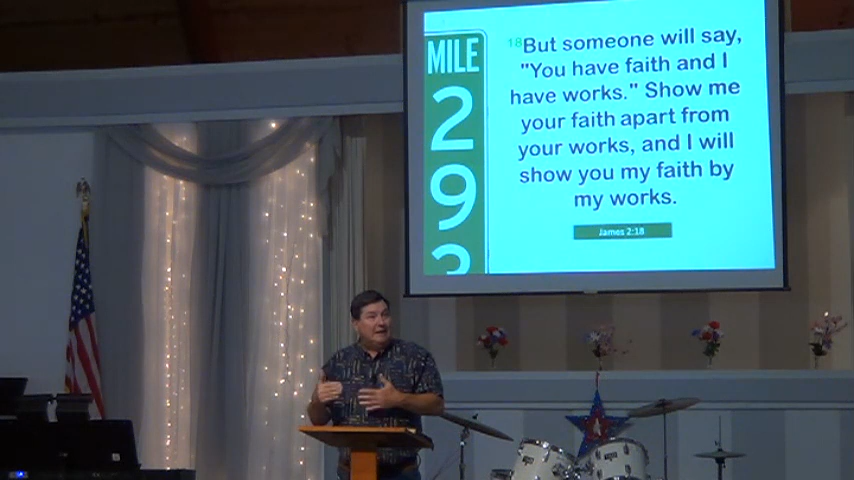 MILE
2
9
18But someone will say,
"You have faith and I
have works." Show me
your faith apart from
your works, and I will
show you my faith by
my works.
James 2:18